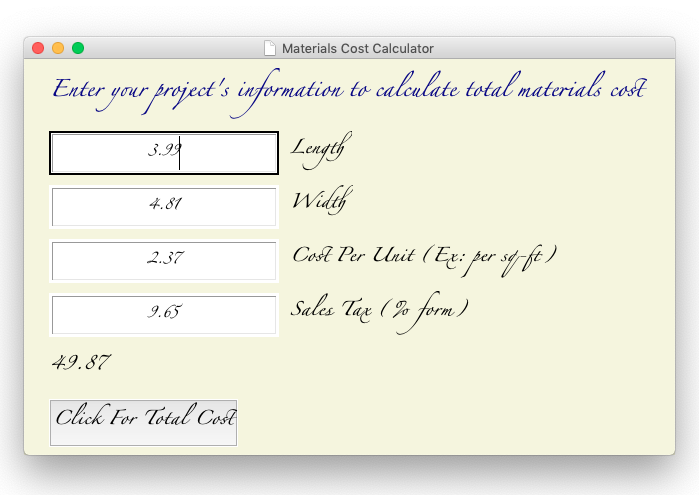 Materials Cost Calculator
Enter your project's information to calculate total materials cost
3.99 Length
4.81 Width
2.37 Cost Per Unit (Ex: per sq-ft)
9.65 Sales Tax (% form)
49.87
Click For Total Cost